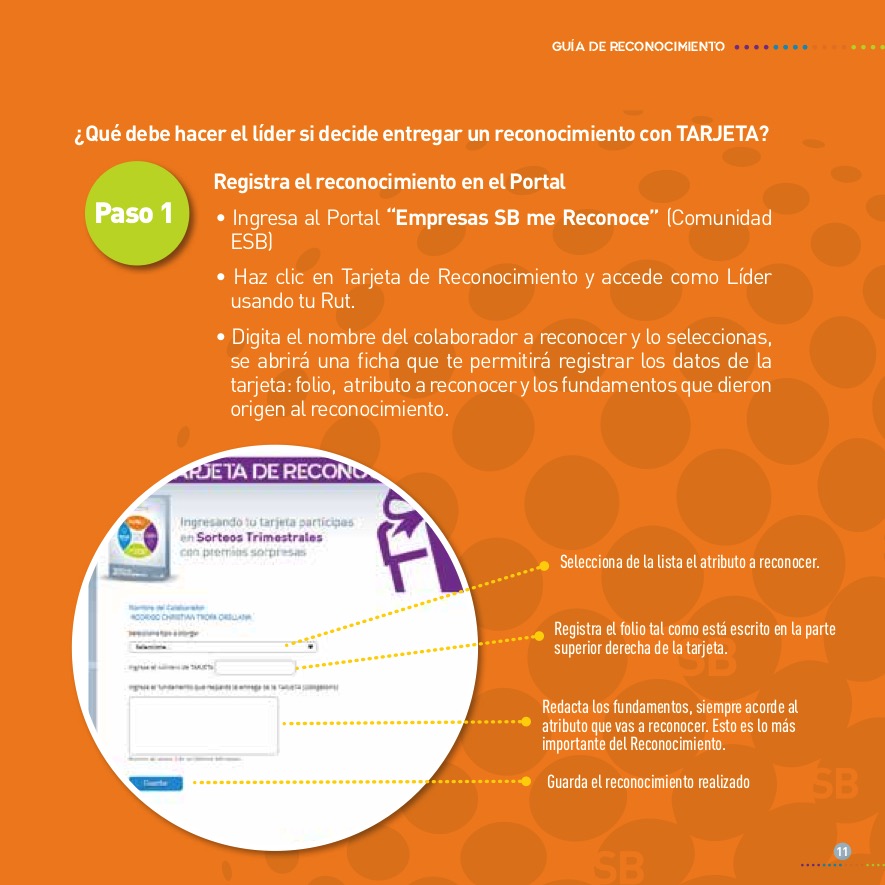 GUÍA DE RECONOCIMIENTO
¿Qué debe hacer el líder si decide entregar un reconocimiento con TARJETA?
Paso 1
Registra el reconocimiento en el Portal
• Ingresa al Portal “Empresas SB me Reconoce” (Comunidad
ESB)
• Haz clic en Tarjeta de Reconocimiento y accede como Líder
usando tu Rut.
• Digita el nombre del colaborador a reconocer y lo seleccionas,
se abrirá una ficha que te permitirá registrar los datos de la
tarjeta: folio, atributo a reconocer y los fundamentos que dieron
origen al reconocimiento.
ARJETA DE RECONO
Ingresando tu tarjeta participas
en Sorteos Trimestrales
con premios sorpresas
Nombre del Colaborador
RODRIGO CHRISTIAN TROPA ORELLANA
Seleccione tipo a otorgar
Seleccione
Ingrese el número de TARJETA
Ingrese el fundamento que respalda la entrega de la TARJETA (obligatorio)
Guardar
Selecciona de la lista el atributo a reconocer.
Registra el folio tal como está escrito en la parte
superior derecha de la tarjeta.
Redacta los fundamentos, siempre acorde al
atributo que vas a reconocer. Esto es lo más
importante del Reconocimiento.
Guarda el reconocimiento realizado
SB
SB
SB
11